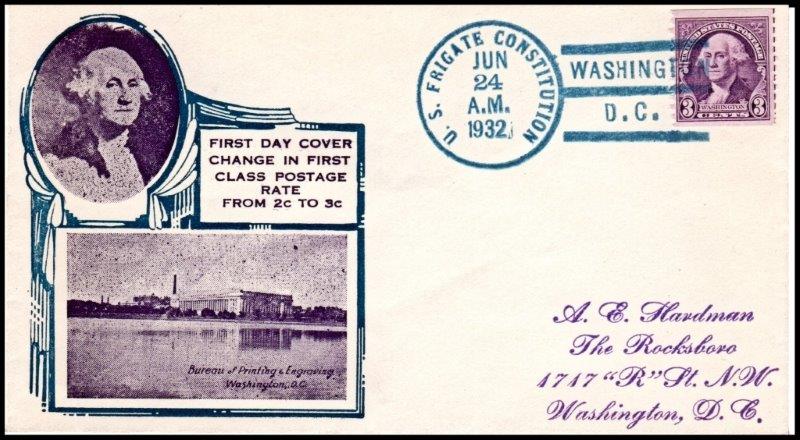 FIRST DAY COVER
CHANGE IN FIRST
CLASS POSTAGE
RATE
FROM 2c TO 3c
Bureau of Printing & Engraving
Washington, D.C.
U. S. FRIGATE CONSTITUTION
JUN
24
A.M.
1932
WASHINGTON
D.C.
UNITED STATES POSTAGE
3 WASHINGTON 3
CENTS
A. E. Hardman
The Rocksboro
1717 "R" St. N.W.
Washington, D. C.